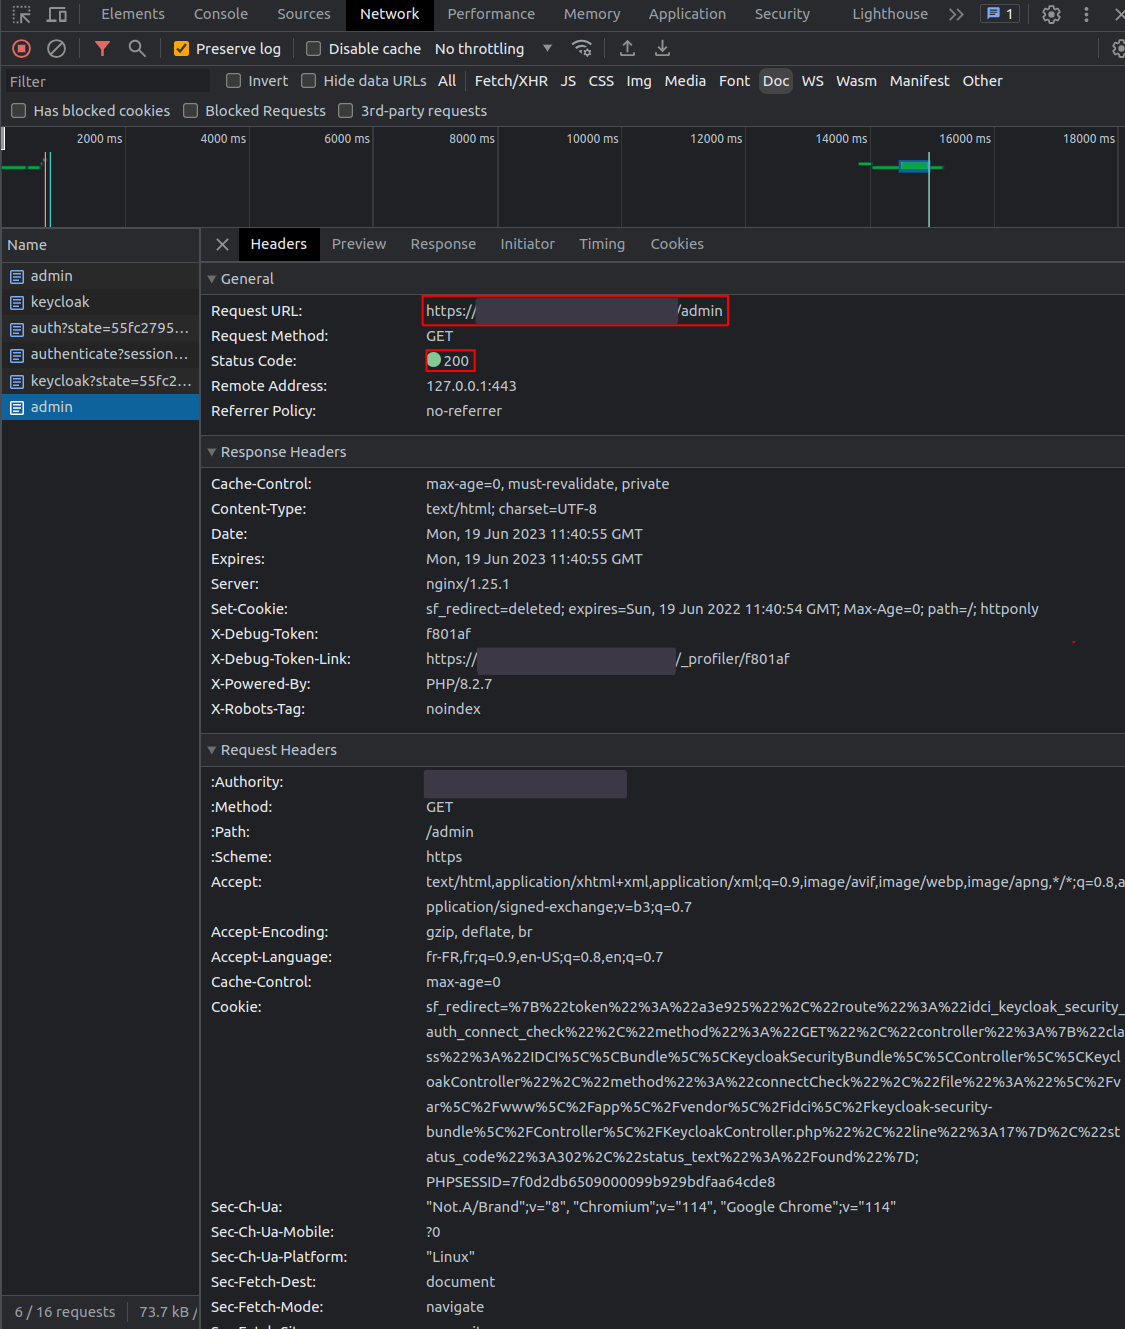 Elements Console Sources Network Performance Memory Application Security Lighthouse 1
Preserve log Disable cache No throttling
Filter Invert Hide data URLs All Fetch/XHR JS CSS Img Media Font Doc WS Wasm Manifest Other
Has blocked cookies Blocked Requests 3rd-party requests
2000 ms 4000 ms 6000 ms 8000 ms 10000 ms 12000 ms 14000 ms 16000 ms 18000 ms
Name
admin
keycloak
auth?state=55fc2795...
authenticate?session...
keycloak?state=55fc2...
admin
6 / 16 requests 73.7 kB /
Headers Preview Response Initiator Timing Cookies
General
Request URL: https:// /admin
Request Method: GET
Status Code: 200
Remote Address: 127.0.0.1:443
Referrer Policy: no-referrer
Response Headers
Cache-Control: max-age=0, must-revalidate, private
Content-Type: text/html; charset=UTF-8
Date: Mon, 19 Jun 2023 11:40:55 GMT
Expires: Mon, 19 Jun 2023 11:40:55 GMT
Server: nginx/1.25.1
Set-Cookie: sf_redirect=deleted; expires=Sun, 19 Jun 2022 11:40:54 GMT; Max-Age=0; path=/; httponly
X-Debug-Token: f801af
X-Debug-Token-Link: https:// /_profiler/f801af
X-Powered-By: PHP/8.2.7
X-Robots-Tag: noindex
Request Headers
:Authority:
:Method: GET
:Path: /admin
:Scheme: https
Accept: text/html,application/xhtml+xml,application/xml;q=0.9,image/avif,image/webp,image/apng,*/*;q=0.8,a
pplication/signed-exchange;v=b3;q=0.7
Accept-Encoding: gzip, deflate, br
Accept-Language: fr-FR,fr;q=0.9,en-US;q=0.8,en;q=0.7
Cache-Control: max-age=0
Cookie: sf_redirect=%7B%22token%22%3A%22a3e925%22%2C%22route%22%3A%22idci_keycloak_security_
auth_connect_check%22%2C%22method%22%3A%22GET%22%2C%22controller%22%3A%7B%22cla
ss%22%3A%22IDCI%5C%5CBundle%5C%5CKeycloakSecurityBundle%5C%5CController%5C%5CKeycl
oakController%22%2C%22method%22%3A%22connectCheck%22%2C%22file%22%3A%22%5C%2Fv
ar%5C%2Fwww%5C%2Fapp%5C%2Fvendor%5C%2Fidci%5C%2Fkeycloak-security-
bundle%5C%2FController%5C%2FKeycloakController.php%22%2C%22line%22%3A17%7D%2C%22st
atus_code%22%3A302%2C%22status_text%22%3A%22Found%22%7D;
PHPSESSID=7f0d2db6509000099b929bdfaa64cde8
Sec-Ch-Ua: "Not.A/Brand";v="8", "Chromium";v="114", "Google Chrome";v="114"
Sec-Ch-Ua-Mobile: ?0
Sec-Ch-Ua-Platform: "Linux"
Sec-Fetch-Dest: document
Sec-Fetch-Mode: navigate